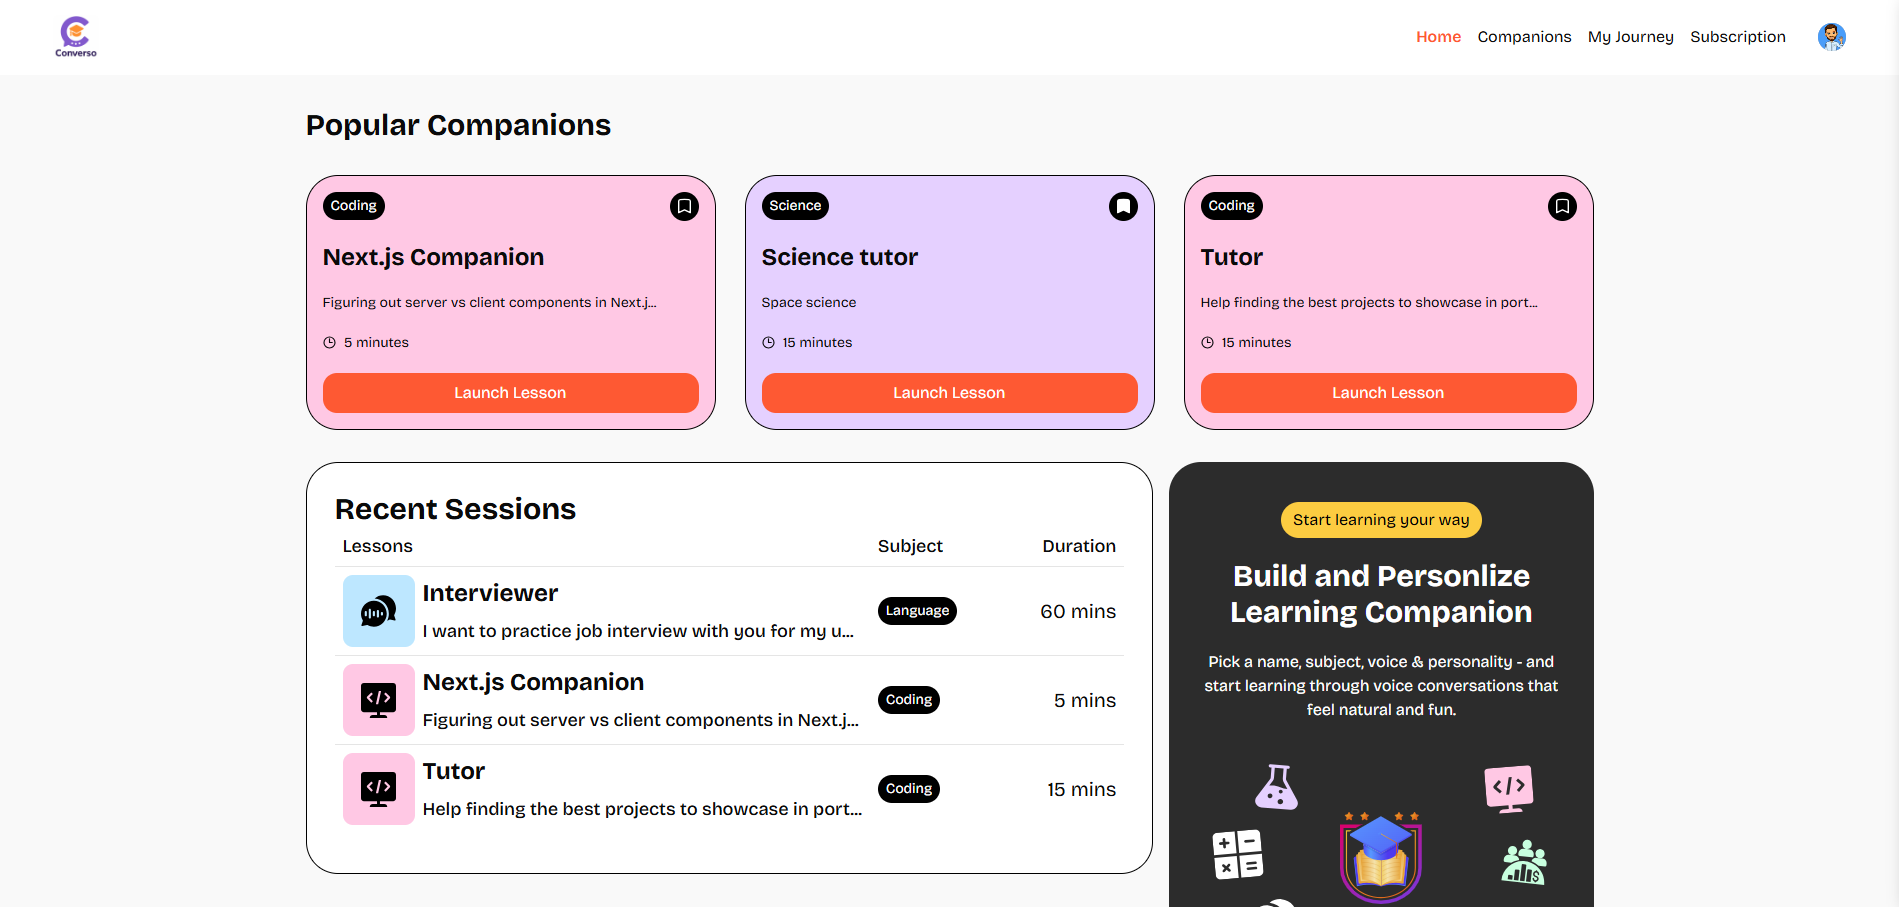 Converso
Home Companions My Journey Subscription
Popular Companions
Coding
Next.js Companion
Figuring out server vs client components in Next.j...
5 minutes
Launch Lesson
Science
Science tutor
Space science
15 minutes
Launch Lesson
Coding
Tutor
Help finding the best projects to showcase in port...
15 minutes
Launch Lesson
Recent Sessions
Lessons Subject Duration
Interviewer
I want to practice job interview with you for my u...
Language
60 mins
Next.js Companion
Figuring out server vs client components in Next.j...
Coding
5 mins
Tutor
Help finding the best projects to showcase in port...
Coding
15 mins
Start learning your way
Build and Personlize
Learning Companion
Pick a name, subject, voice & personality - and
start learning through voice conversations that
feel natural and fun.